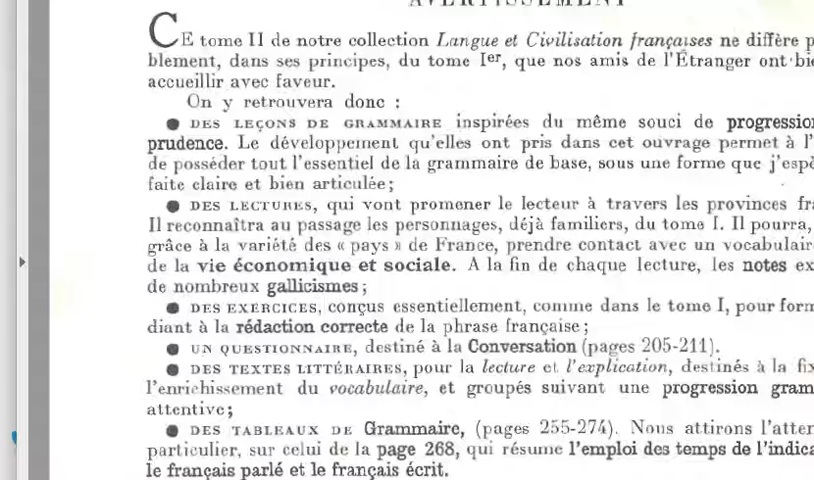 AVERTISSEMENT
CE tome II de notre collection Langue et Civilisation françaises ne diffère p
blement, dans ses principes, du tome Ier, que nos amis de l'Étranger ont bie
accueillir avec faveur.
On y retrouvera donc :
● DES LEÇONS DE GRAMMAIRE inspirées du même souci de progression
prudence. Le développement qu'elles ont pris dans cet ouvrage permet à l'
de posséder tout l'essentiel de la grammaire de base, sous une forme que j'espè
faite claire et bien articulée;
● DES LECTURES, qui vont promener le lecteur à travers les provinces fra
Il reconnaîtra au passage les personnages, déjà familiers, du tome I. Il pourra,
grâce à la variété des « pays » de France, prendre contact avec un vocabulair
de la vie économique et sociale. A la fin de chaque lecture, les notes ex
de nombreux gallicismes;
● DES EXERCICES, conçus essentiellement, comme dans le tome I, pour form
diant à la rédaction correcte de la phrase française;
● UN QUESTIONNAIRE, destiné à la Conversation (pages 205-211).
● DES TEXTES LITTÉRAIRES, pour la lecture et l'explication, destinés à la fix
l'enrichissement du vocabulaire, et groupés suivant une progression gram
attentive;
● DES TABLEAUX DE Grammaire, (pages 255-274). Nous attirons l'atten
particulier, sur celui de la page 268, qui résume l'emploi des temps de l'indica
le français parlé et le français écrit.